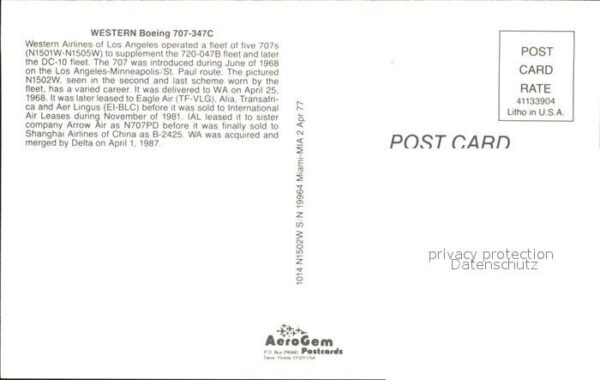 WESTERN Boeing 707-347C
Western Airlines of Los Angeles operated a fleet of five 707s
(N1501W-N1505W) to supplement the 720-047B fleet and later
the DC-10 fleet. The 707 was introduced during June of 1968
on the Los Angeles-Minneapolis/St. Paul route. The pictured
N1502W, seen in the second and last scheme worn by the
fleet, has a varied career. It was delivered to WA on April 25,
1968. It was later leased to Eagle Air (TF-VLG), Alia, Transafri-
ca and Aer Lingus (EI-BLC) before it was sold to International
Air Leases during November of 1981. IAL leased it to sister
company Arrow Air as N707PD before it was finally sold to
Shanghai Airlines of China as B-2425. WA was acquired and
merged by Delta on April 1, 1987.
1014 N1502W S/N 19964 Miami-MIA 2 Apr 77
POST
CARD
RATE
41133904
Litho in U.S.A.
POST CARD
privacy protection
Datenschutz
AeroGem
Postcards
P.O. Box